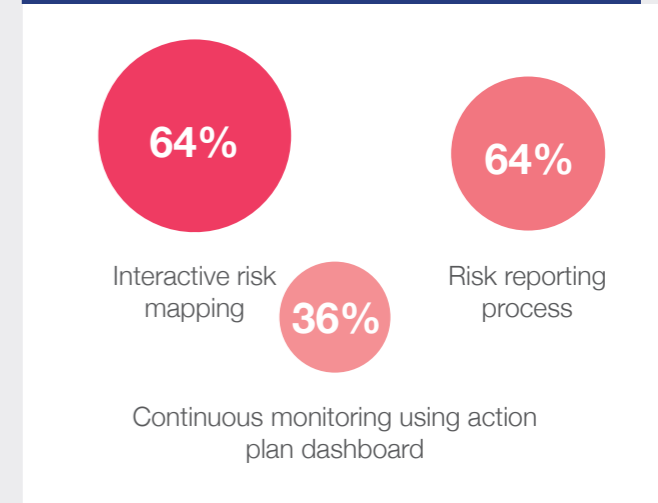 64%
Interactive risk
mapping
64%
Risk reporting
process
36%
Continuous monitoring using action
plan dashboard